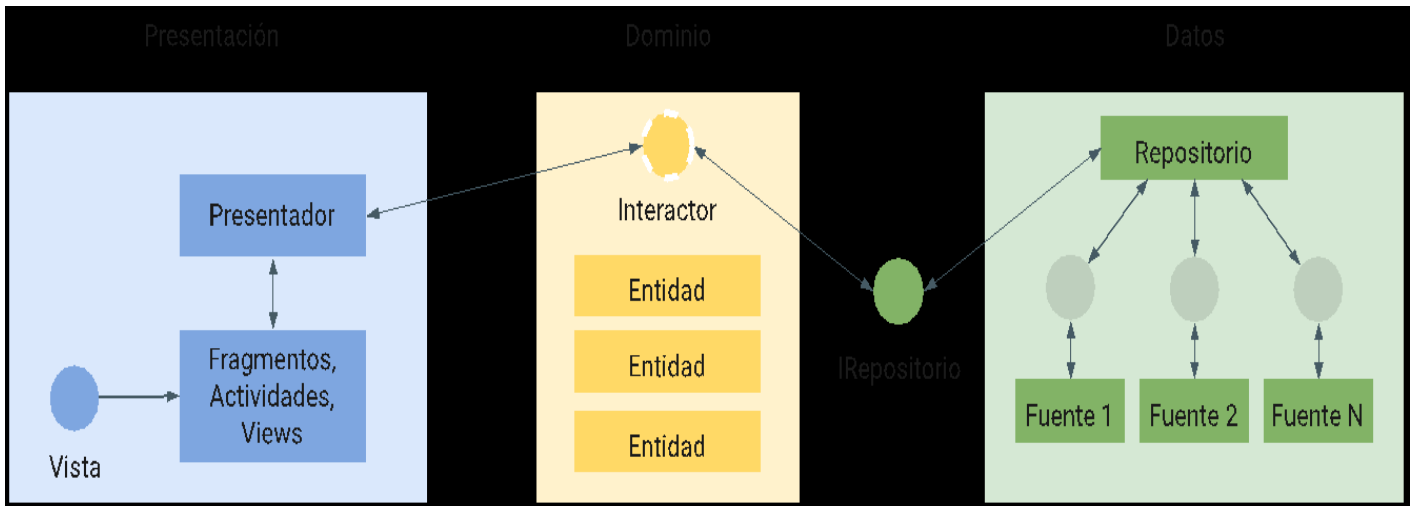 Presentación
Dominio
Datos
Presentador
Fragmentos,
Actividades,
Views
Vista
Interactor
Entidad
Entidad
Entidad
IRepositorio
Repositorio
Fuente 1
Fuente 2
Fuente N